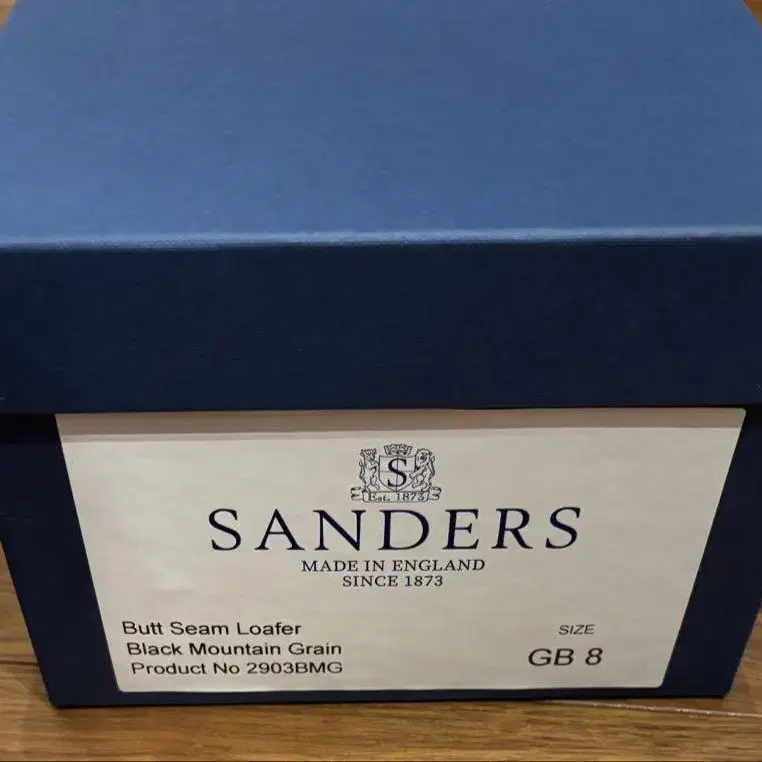 S
Est. 1873
SANDERS
MADE IN ENGLAND
SINCE 1873
Butt Seam Loafer
Black Mountain Grain
Product No 2903BMG
SIZE
GB 8